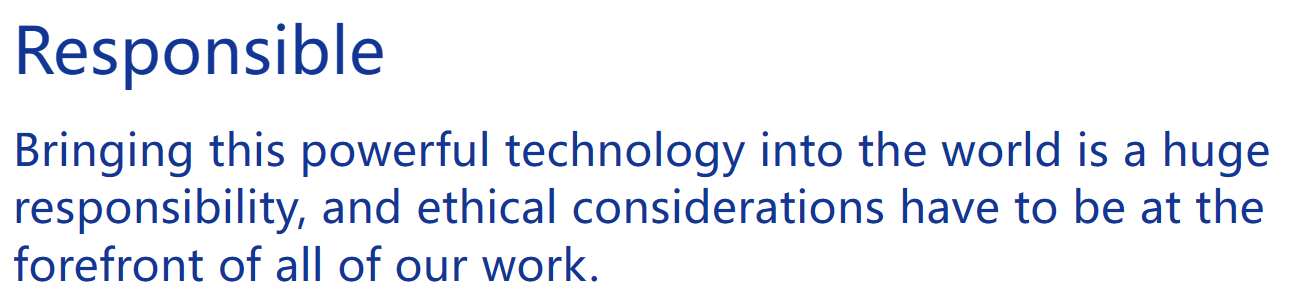 Responsible
Bringing this powerful technology into the world is a huge
responsibility, and ethical considerations have to be at the
forefront of all of our work.